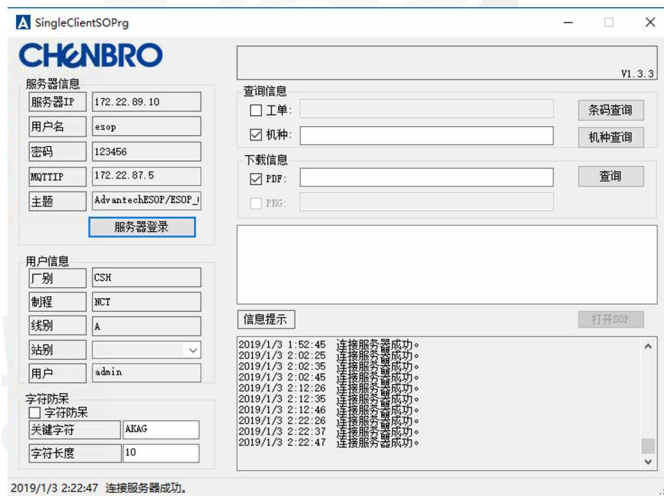 SingleClientSOPrg
CHENBRO
V1.3.3
服务器信息
服务器IP 172.22.89.10
用户名 esop
密码 123456
MQTTIP 172.22.87.5
主题 AdvantechESOP/ESOP_
服务器登录
用户信息
厂别 CSH
制程 NCT
线别 A
站别
用户 admin
字符防呆
字符防呆
关键字符 AKAG
字符长度 10
查询信息
工单: 条码查询
机种: 机种查询
下载信息
PDF: 查询
PKG:
信息提示 打开SOP
2019/1/3 1:52:45 连接服务器成功。
2019/1/3 2:02:25 连接服务器成功。
2019/1/3 2:02:35 连接服务器成功。
2019/1/3 2:02:45 连接服务器成功。
2019/1/3 2:12:26 连接服务器成功。
2019/1/3 2:12:35 连接服务器成功。
2019/1/3 2:12:46 连接服务器成功。
2019/1/3 2:22:26 连接服务器成功。
2019/1/3 2:22:37 连接服务器成功。
2019/1/3 2:22:47 连接服务器成功。
2019/1/3 2:22:47 连接服务器成功。